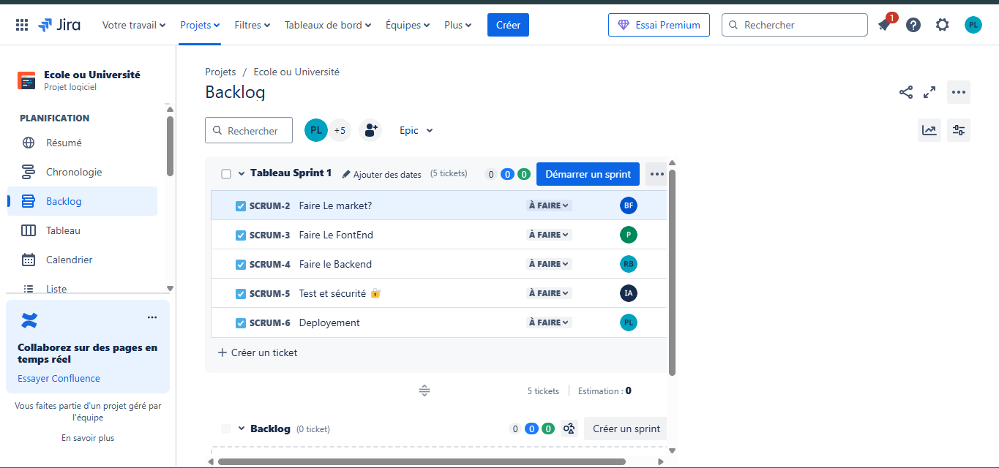 Jira
Votre travail
Projets
Filtres
Tableaux de bord
Équipes
Plus
Créer
Essai Premium
Rechercher
1
PL
Ecole ou Université
Projet logiciel
PLANIFICATION
Résumé
Chronologie
Backlog
Tableau
Calendrier
Liste
Collaborez sur des pages en
temps réel
Essayer Confluence
Vous faites partie d'un projet géré par
l'équipe
En savoir plus
Projets / Ecole ou Université
Backlog
Rechercher
PL
+5
Epic
Tableau Sprint 1
Ajouter des dates
(5 tickets)
0 0 0
Démarrer un sprint
SCRUM-2 Faire Le market? À FAIRE BF
SCRUM-3 Faire Le FontEnd À FAIRE P
SCRUM-4 Faire le Backend À FAIRE RB
SCRUM-5 Test et sécurité 🔐 À FAIRE IA
SCRUM-6 Deployement À FAIRE PL
+ Créer un ticket
5 tickets
Estimation : 0
Backlog (0 ticket)
0 0 0
Créer un sprint